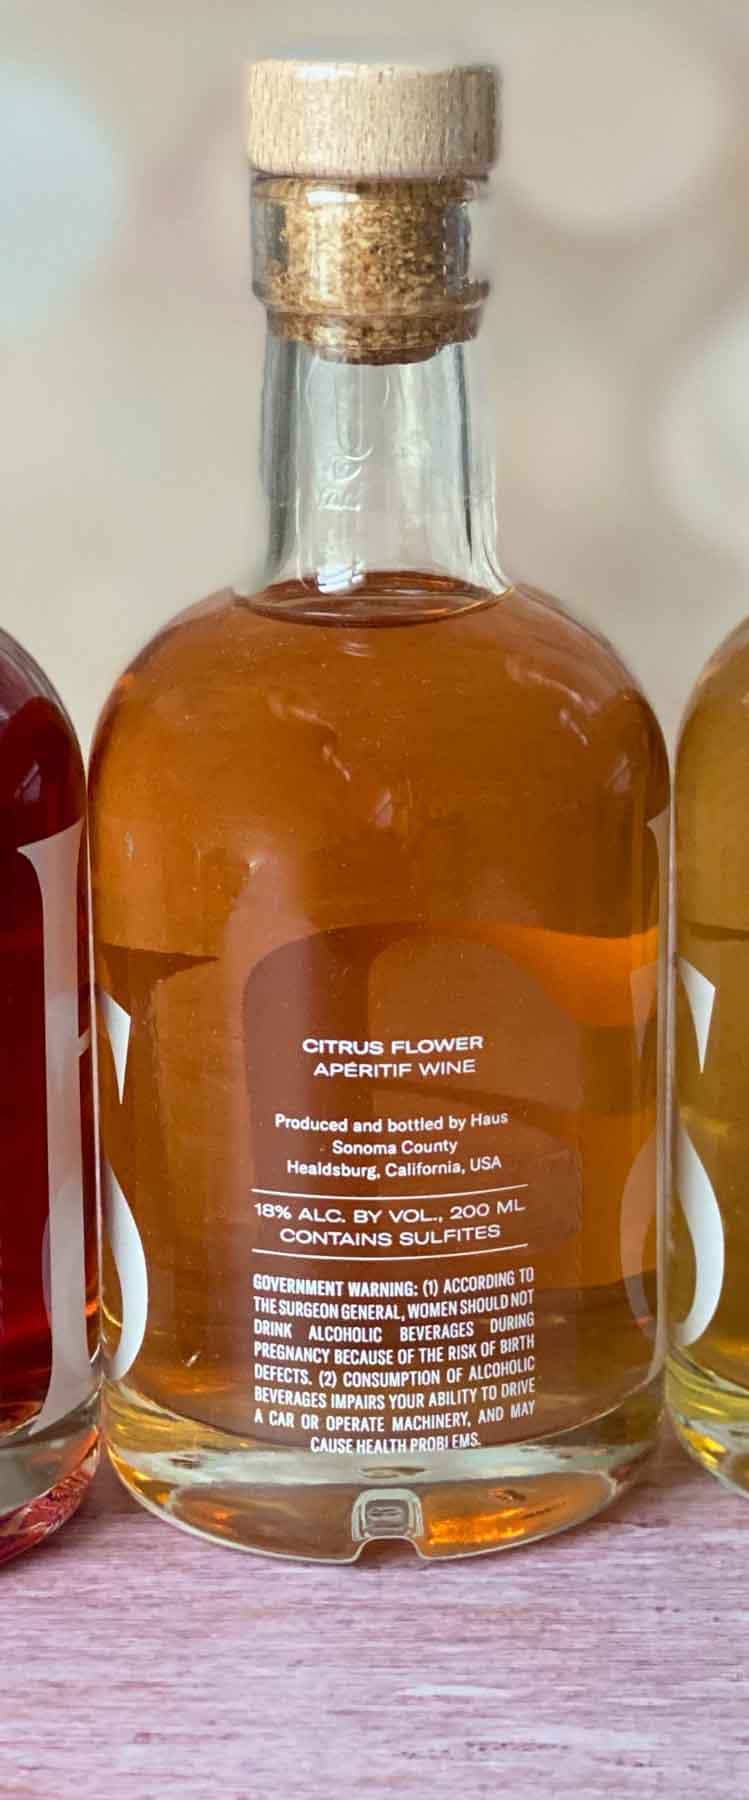 CITRUS FLOWER
APÉRITIF WINE
Produced and bottled by Haus
Sonoma County
Healdsburg, California, USA
18% ALC. BY VOL., 200 ML
CONTAINS SULFITES
GOVERNMENT WARNING: (1) ACCORDING TO
THE SURGEON GENERAL, WOMEN SHOULD NOT
DRINK ALCOHOLIC BEVERAGES DURING
PREGNANCY BECAUSE OF THE RISK OF BIRTH
DEFECTS. (2) CONSUMPTION OF ALCOHOLIC
BEVERAGES IMPAIRS YOUR ABILITY TO DRIVE
A CAR OR OPERATE MACHINERY, AND MAY
CAUSE HEALTH PROBLEMS.